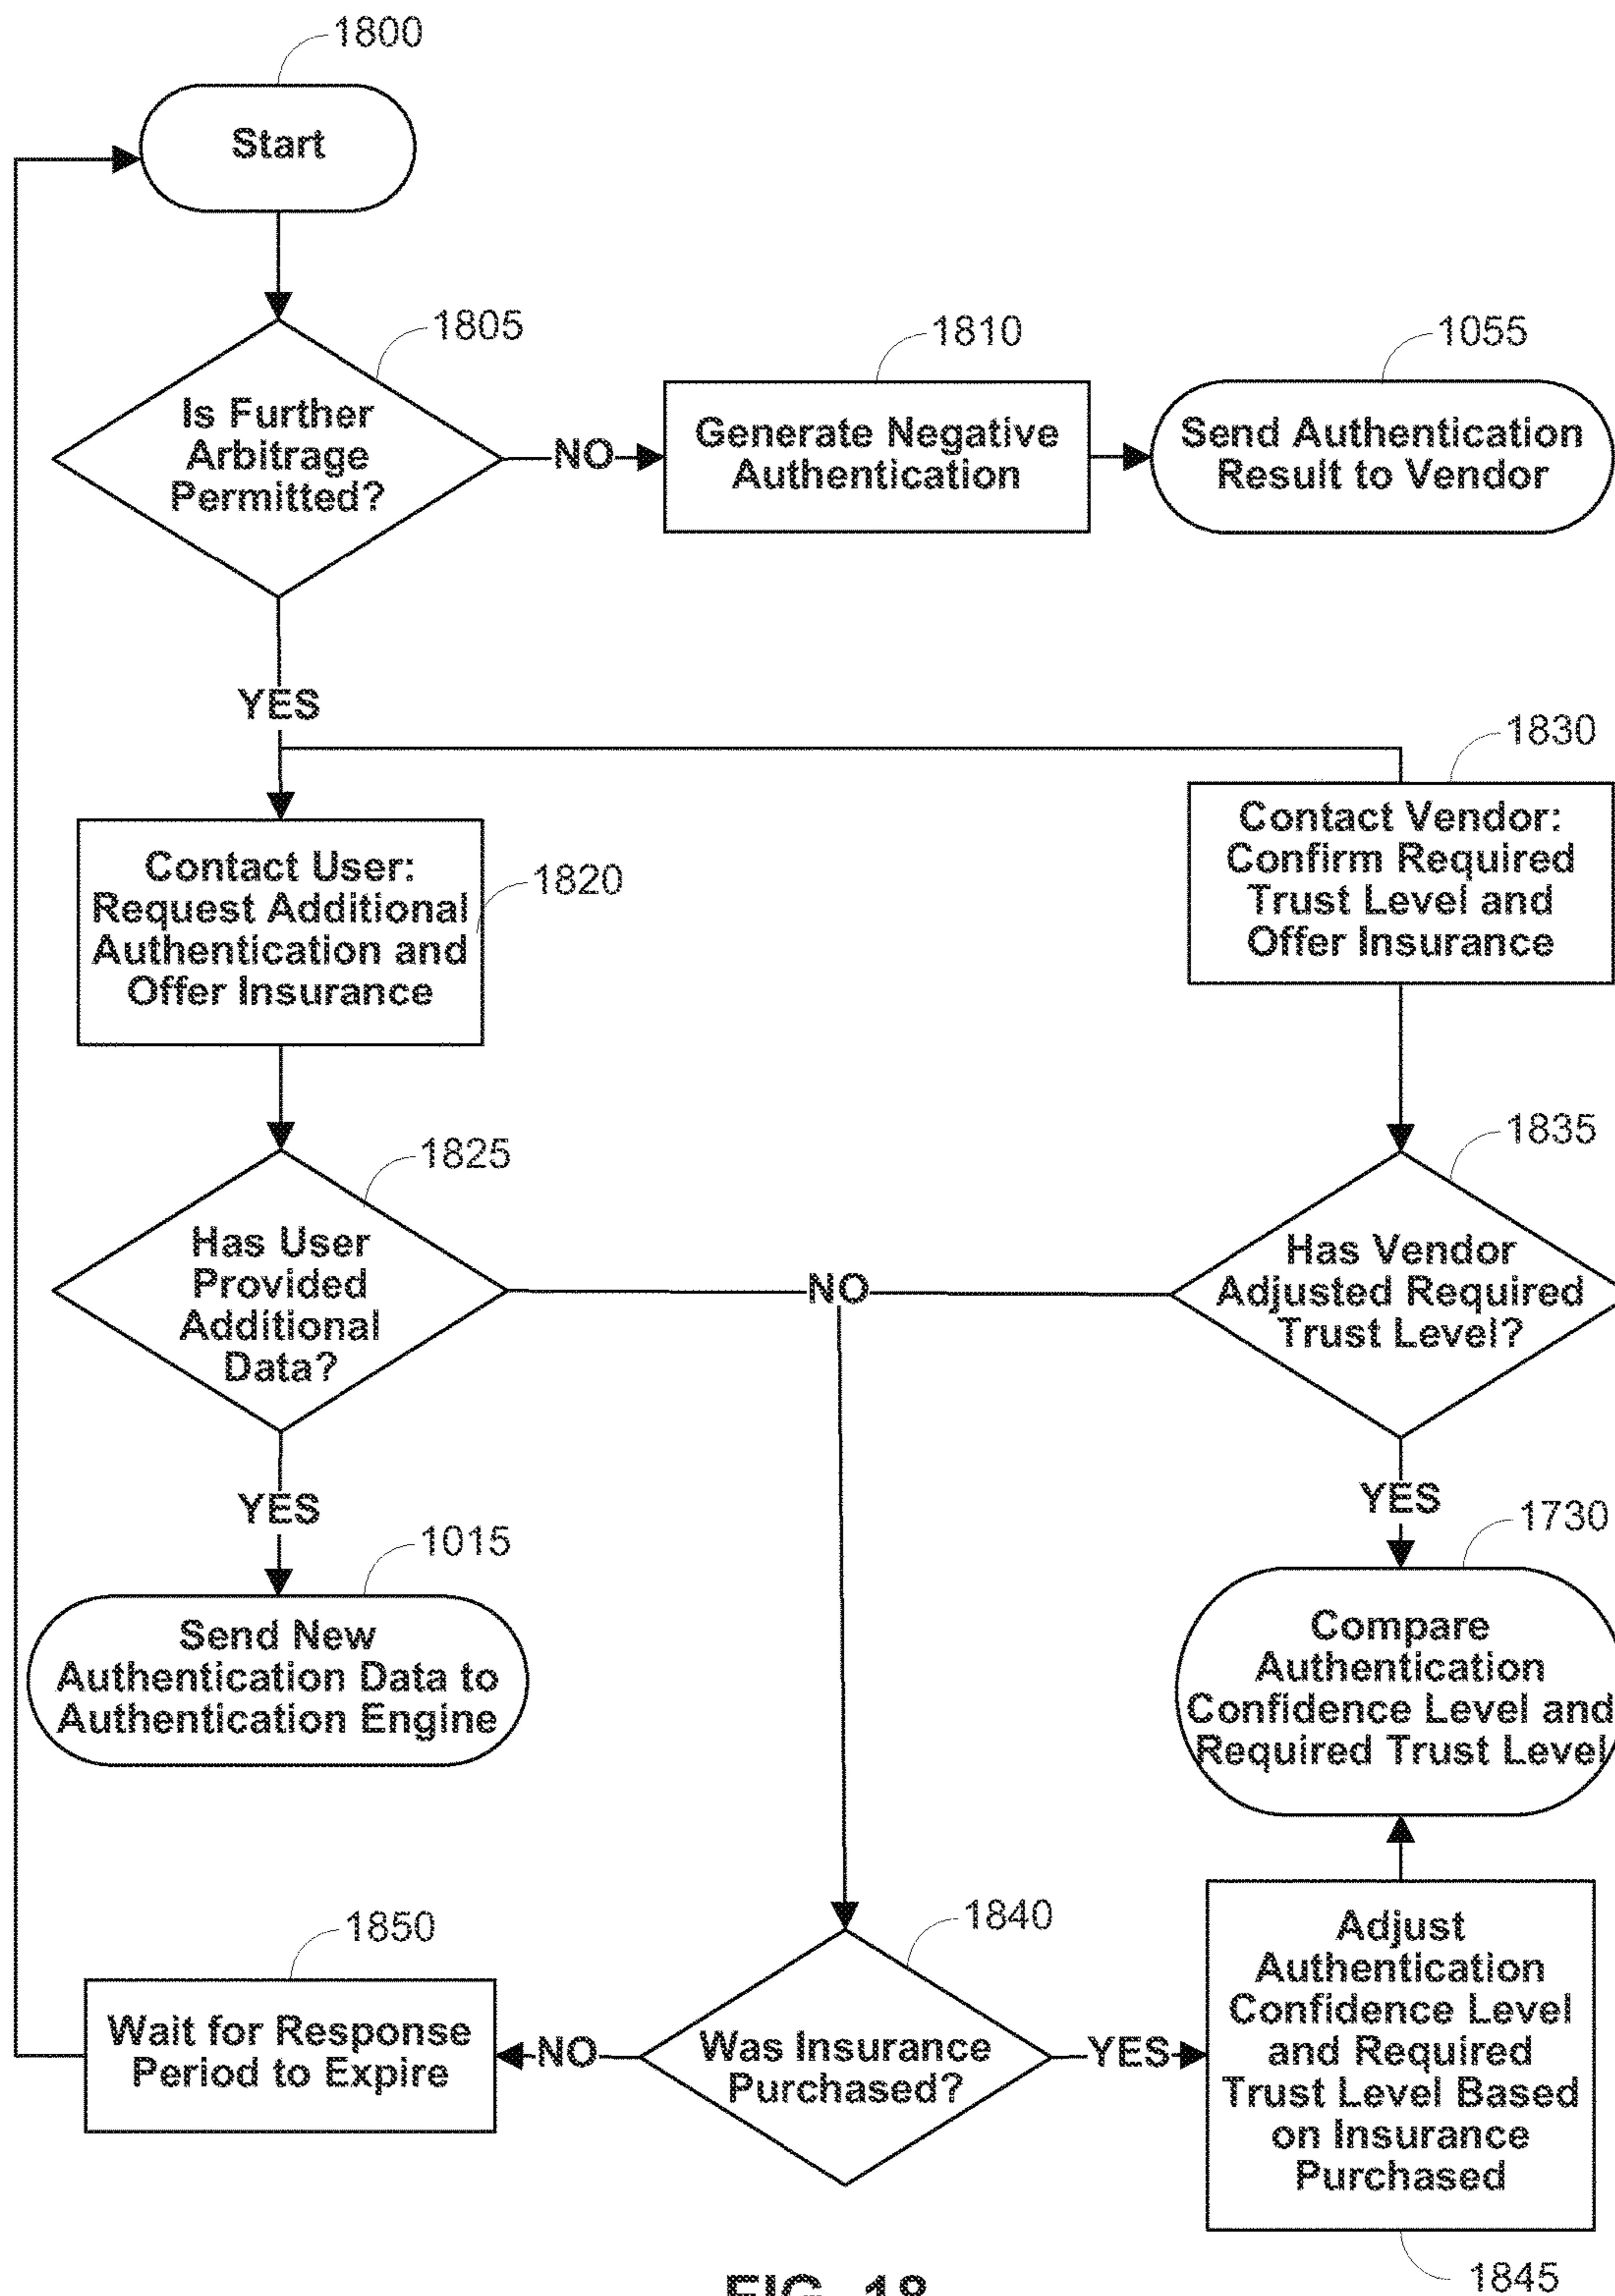 1800
Start
1805
Is Further
Arbitrage
Permitted?
NO
1810
Generate Negative
Authentication
1055
Send Authentication
Result to Vendor
YES
1830
Contact Vendor:
Confirm Required
Trust Level and
Offer Insurance
Contact User:
Request Additional
Authentication and
Offer Insurance
1820
1825
Has User
Provided
Additional
Data?
NO
1835
Has Vendor
Adjusted Required
Trust Level?
YES
1015
Send New
Authentication Data to
Authentication Engine
YES
1730
Compare
Authentication
Confidence Level and
Required Trust Level
1850
Wait for Response
Period to Expire
NO
1840
Was Insurance
Purchased?
YES
Adjust
Authentication
Confidence Level
and Required
Trust Level Based
on Insurance
Purchased
1845
FIG. 18